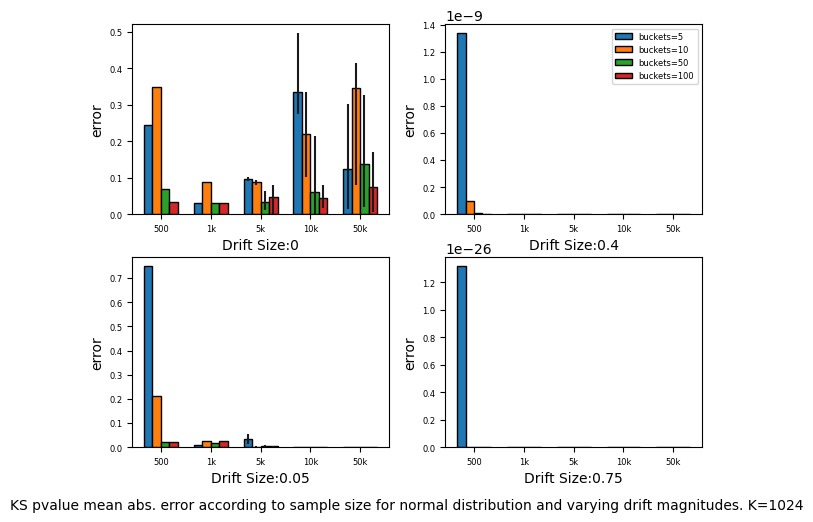 error
0.5
0.4
0.3
0.2
0.1
0.0
500 1k 5k 10k 50k
Drift Size:0
1e−9
error
1.4
1.2
1.0
0.8
0.6
0.4
0.2
0.0
buckets=5
buckets=10
buckets=50
buckets=100
500 1k 5k 10k 50k
Drift Size:0.4
error
0.7
0.6
0.5
0.4
0.3
0.2
0.1
0.0
500 1k 5k 10k 50k
Drift Size:0.05
1e−26
error
1.2
1.0
0.8
0.6
0.4
0.2
0.0
500 1k 5k 10k 50k
Drift Size:0.75
KS pvalue mean abs. error according to sample size for normal distribution and varying drift magnitudes. K=1024